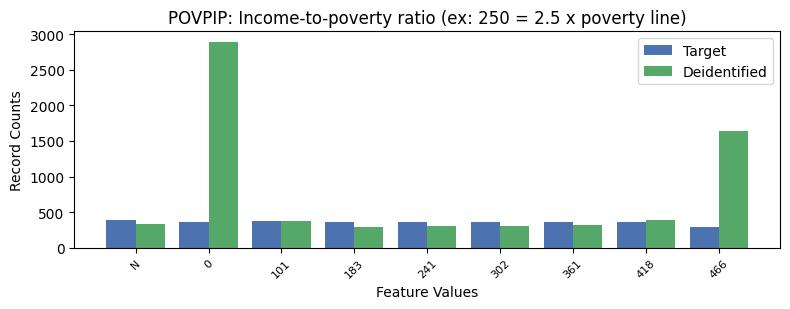 POVPIP: Income-to-poverty ratio (ex: 250 = 2.5 x poverty line)
Target
Deidentified
Record Counts
3000
2500
2000
1500
1000
500
0
N 0 101 183 241 302 361 418 466
Feature Values